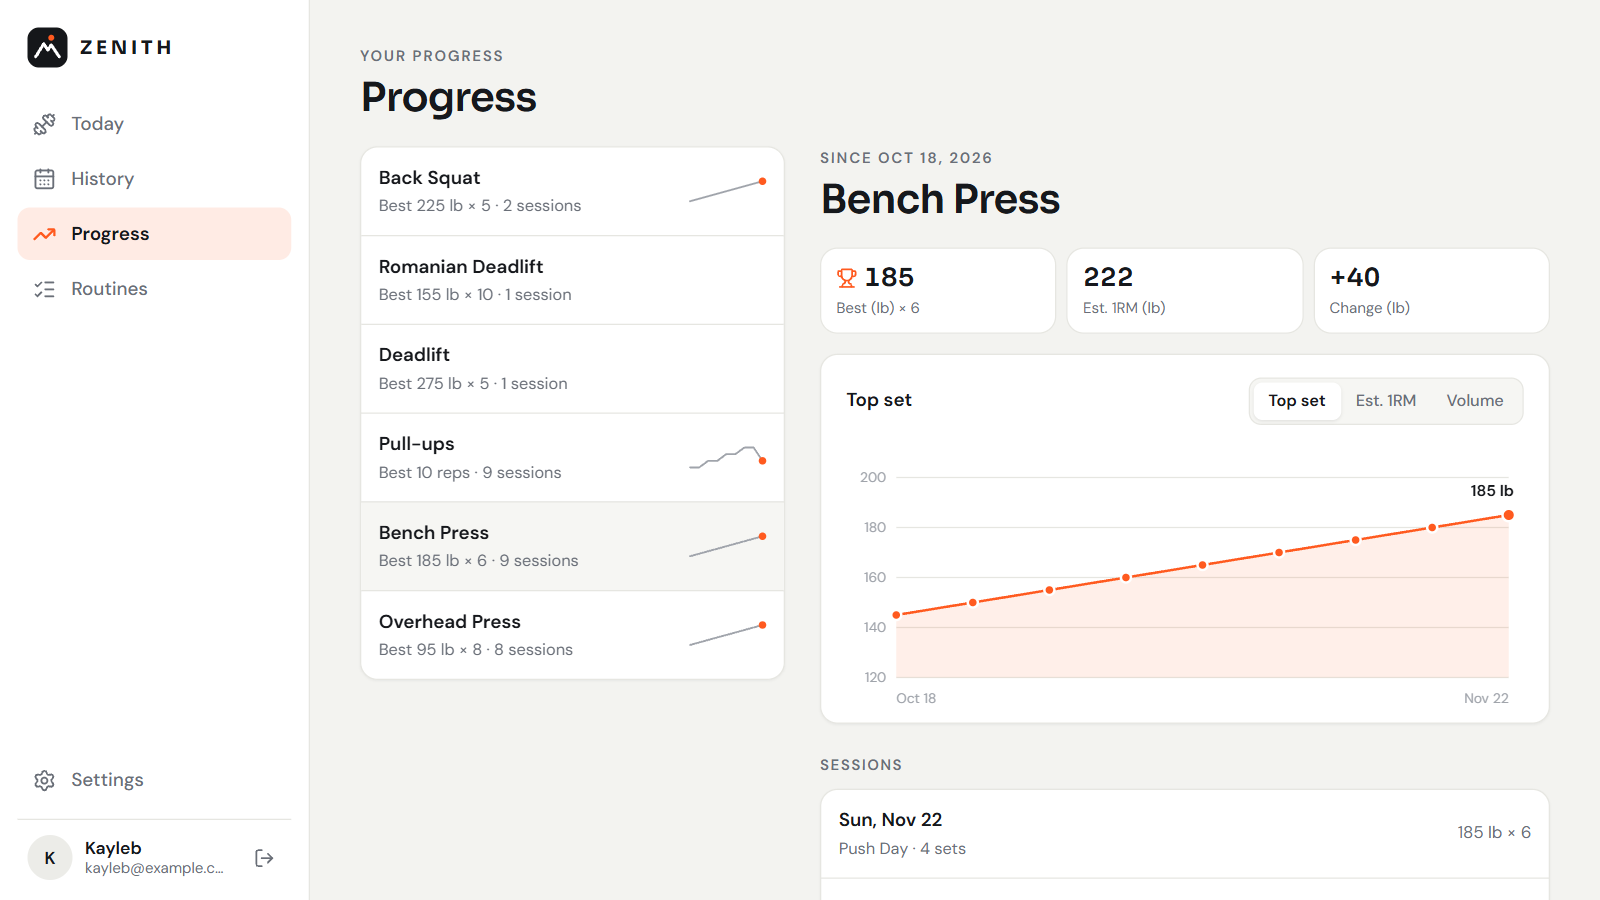 ZENITH
Today
History
Progress
Routines
Settings
K
Kayleb
kayleb@example.c...
YOUR PROGRESS
Progress
Back Squat
Best 225 lb × 5 · 2 sessions
Romanian Deadlift
Best 155 lb × 10 · 1 session
Deadlift
Best 275 lb × 5 · 1 session
Pull-ups
Best 10 reps · 9 sessions
Bench Press
Best 185 lb × 6 · 9 sessions
Overhead Press
Best 95 lb × 8 · 8 sessions
SINCE OCT 18, 2026
Bench Press
185
Best (lb) × 6
222
Est. 1RM (lb)
+40
Change (lb)
Top set
Top set Est. 1RM Volume
200
185 lb
180
160
140
120
Oct 18 Nov 22
SESSIONS
Sun, Nov 22
Push Day · 4 sets
185 lb × 6